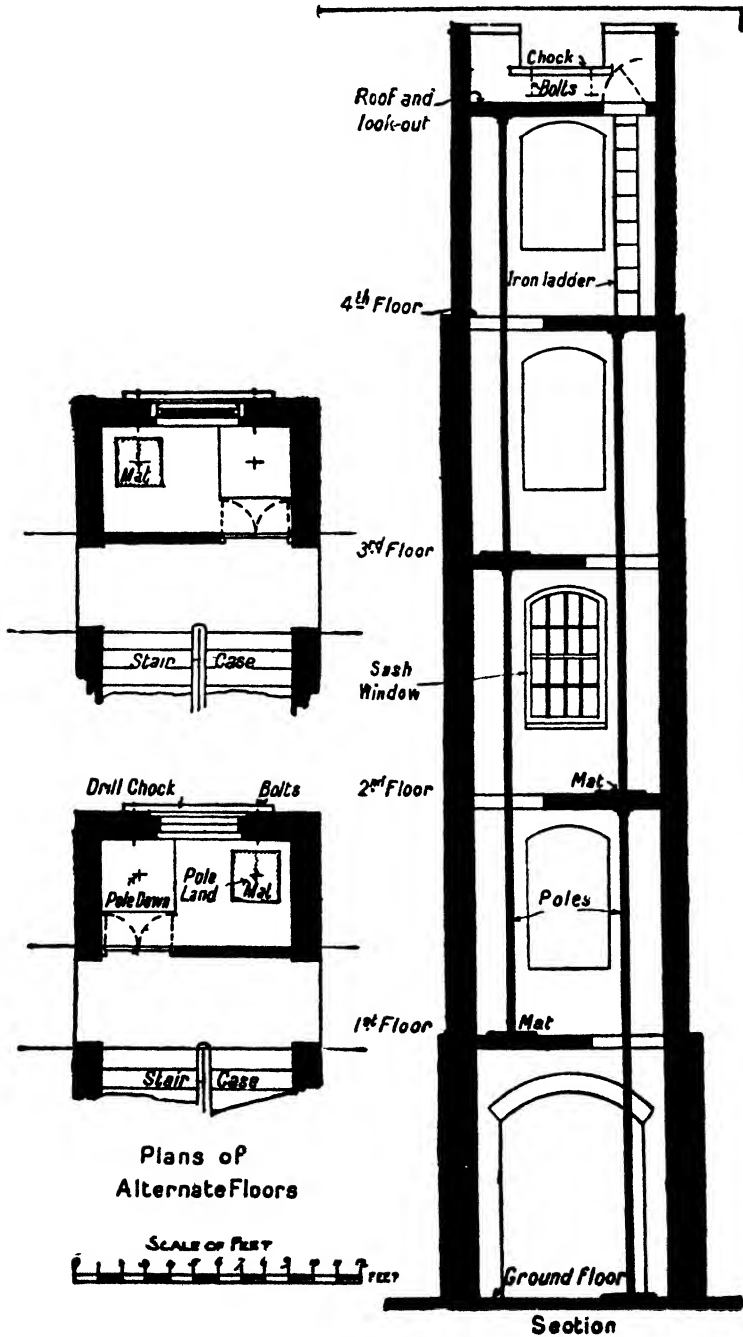 Chock
Bolts
Roof and
look-out
Iron ladder
4th Floor
Mat
3rd Floor
Stair Case
Sash
Window
Drill Chock
Bolts
2nd Floor
Mat
Pole Down
Pole
Land
Mat
Poles
1st Floor
Mat
Stair Case
Plans of
Alternate Floors
SCALE OF FEET
FEET
Ground Floor
Section